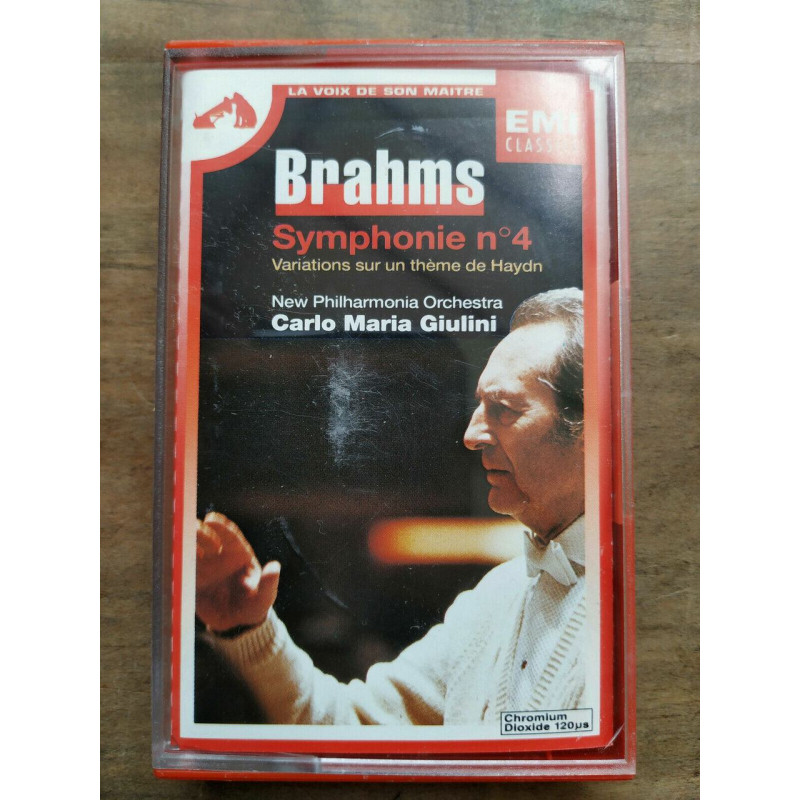 LA VOIX DE SON MAITRE
EMI
CLASSICS
Brahms
Symphonie n°4
Variations sur un thème de Haydn
New Philharmonia Orchestra
Carlo Maria Giulini
Chromium
Dioxide 120µs